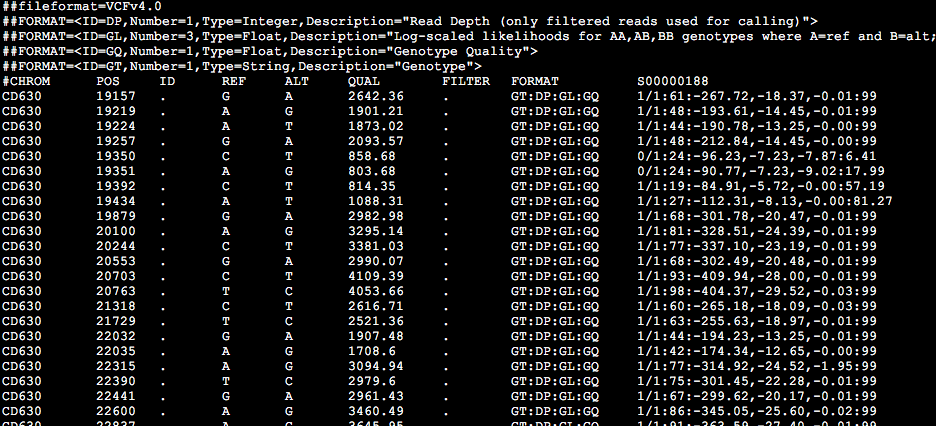 ##fileformat=VCFv4.0
##FORMAT=<ID=DP,Number=1,Type=Integer,Description="Read Depth (only filtered reads used for calling)">
##FORMAT=<ID=GL,Number=3,Type=Float,Description="Log-scaled likelihoods for AA,AB,BB genotypes where A=ref and B=alt;
##FORMAT=<ID=GQ,Number=1,Type=Float,Description="Genotype Quality">
##FORMAT=<ID=GT,Number=1,Type=String,Description="Genotype">
#CHROM POS ID REF ALT QUAL FILTER FORMAT S00000188
CD630 19157 . G A 2642.36 . GT:DP:GL:GQ 1/1:61:-267.72,-18.37,-0.01:99
CD630 19219 . A G 1901.21 . GT:DP:GL:GQ 1/1:48:-193.61,-14.45,-0.01:99
CD630 19224 . A T 1873.02 . GT:DP:GL:GQ 1/1:44:-190.78,-13.25,-0.00:99
CD630 19257 . G A 2093.57 . GT:DP:GL:GQ 1/1:48:-212.84,-14.45,-0.00:99
CD630 19350 . C T 858.68 . GT:DP:GL:GQ 0/1:24:-96.23,-7.23,-7.87:6.41
CD630 19351 . A G 803.68 . GT:DP:GL:GQ 0/1:24:-90.77,-7.23,-9.02:17.99
CD630 19392 . C T 814.35 . GT:DP:GL:GQ 1/1:19:-84.91,-5.72,-0.00:57.19
CD630 19434 . A T 1088.31 . GT:DP:GL:GQ 1/1:27:-112.31,-8.13,-0.00:81.27
CD630 19879 . G A 2982.98 . GT:DP:GL:GQ 1/1:68:-301.78,-20.47,-0.01:99
CD630 20100 . A G 3295.14 . GT:DP:GL:GQ 1/1:81:-328.51,-24.39,-0.01:99
CD630 20244 . C T 3381.03 . GT:DP:GL:GQ 1/1:77:-337.10,-23.19,-0.01:99
CD630 20553 . G A 2990.07 . GT:DP:GL:GQ 1/1:68:-302.49,-20.48,-0.01:99
CD630 20703 . C T 4109.39 . GT:DP:GL:GQ 1/1:93:-409.94,-28.00,-0.01:99
CD630 20763 . T C 4053.66 . GT:DP:GL:GQ 1/1:98:-404.37,-29.52,-0.03:99
CD630 21318 . C T 2616.71 . GT:DP:GL:GQ 1/1:60:-265.18,-18.09,-0.03:99
CD630 21729 . T C 2521.36 . GT:DP:GL:GQ 1/1:63:-255.63,-18.97,-0.01:99
CD630 22032 . G A 1907.48 . GT:DP:GL:GQ 1/1:44:-194.23,-13.25,-0.01:99
CD630 22035 . A G 1708.6 . GT:DP:GL:GQ 1/1:42:-174.34,-12.65,-0.00:99
CD630 22315 . A G 3094.94 . GT:DP:GL:GQ 1/1:77:-314.92,-24.52,-1.95:99
CD630 22390 . T C 2979.6 . GT:DP:GL:GQ 1/1:75:-301.45,-22.28,-0.01:99
CD630 22441 . G A 2961.43 . GT:DP:GL:GQ 1/1:67:-299.62,-20.17,-0.01:99
CD630 22600 . A G 3460.49 . GT:DP:GL:GQ 1/1:86:-345.05,-25.60,-0.02:99